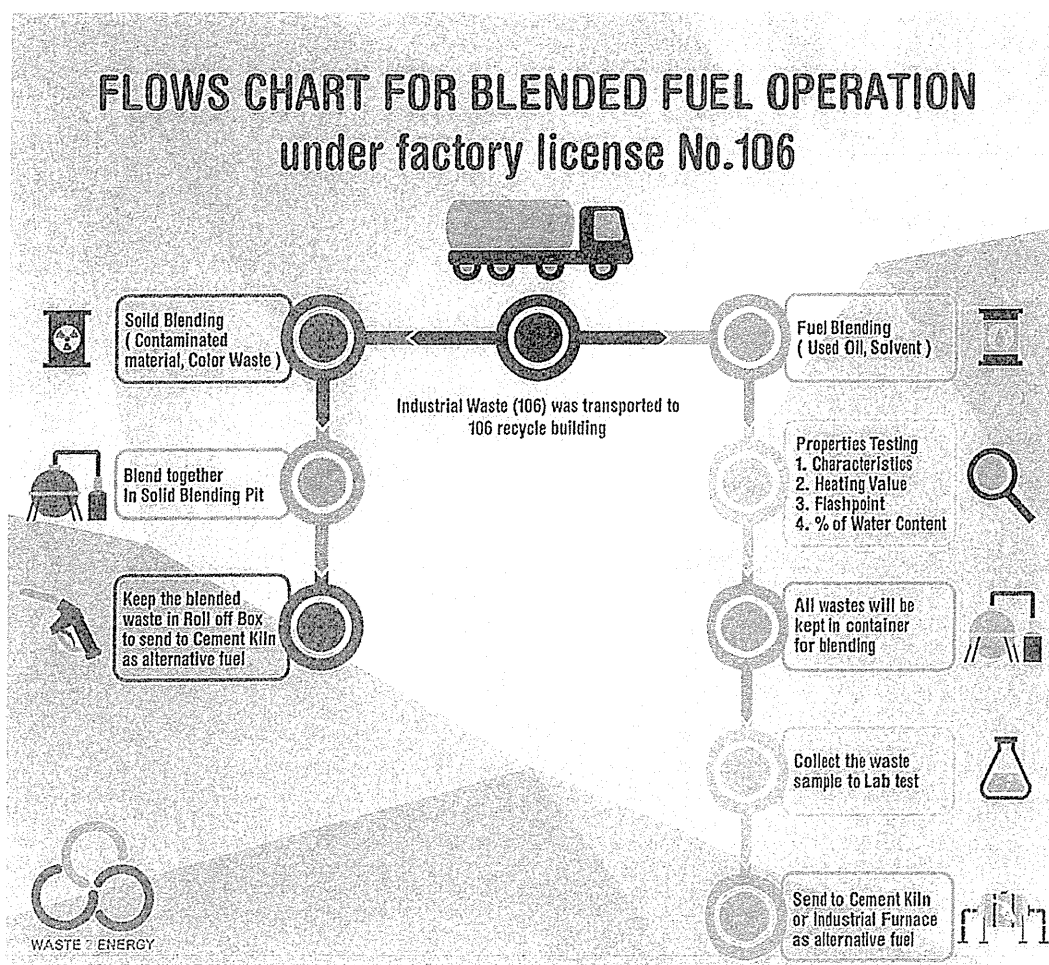 FLOWS CHART FOR BLENDED FUEL OPERATION
under factory license No.106
Solid Blending
( Contaminated
material, Color Waste )
Industrial Waste (106) was transported to
106 recycle building
Fuel Blending
( Used Oil, Solvent )
Blend together
In Solid Blending Pit
Properties Testing
1. Characteristics
2. Heating Value
3. Flashpoint
4. % of Water Content
Keep the blended
waste in Roll off Box
to send to Cement Kiln
as alternative fuel
All wastes will be
kept in container
for blending
Collect the waste
sample to Lab test
Send to Cement Kiln
or Industrial Furnace
as alternative fuel
WASTE 2 ENERGY